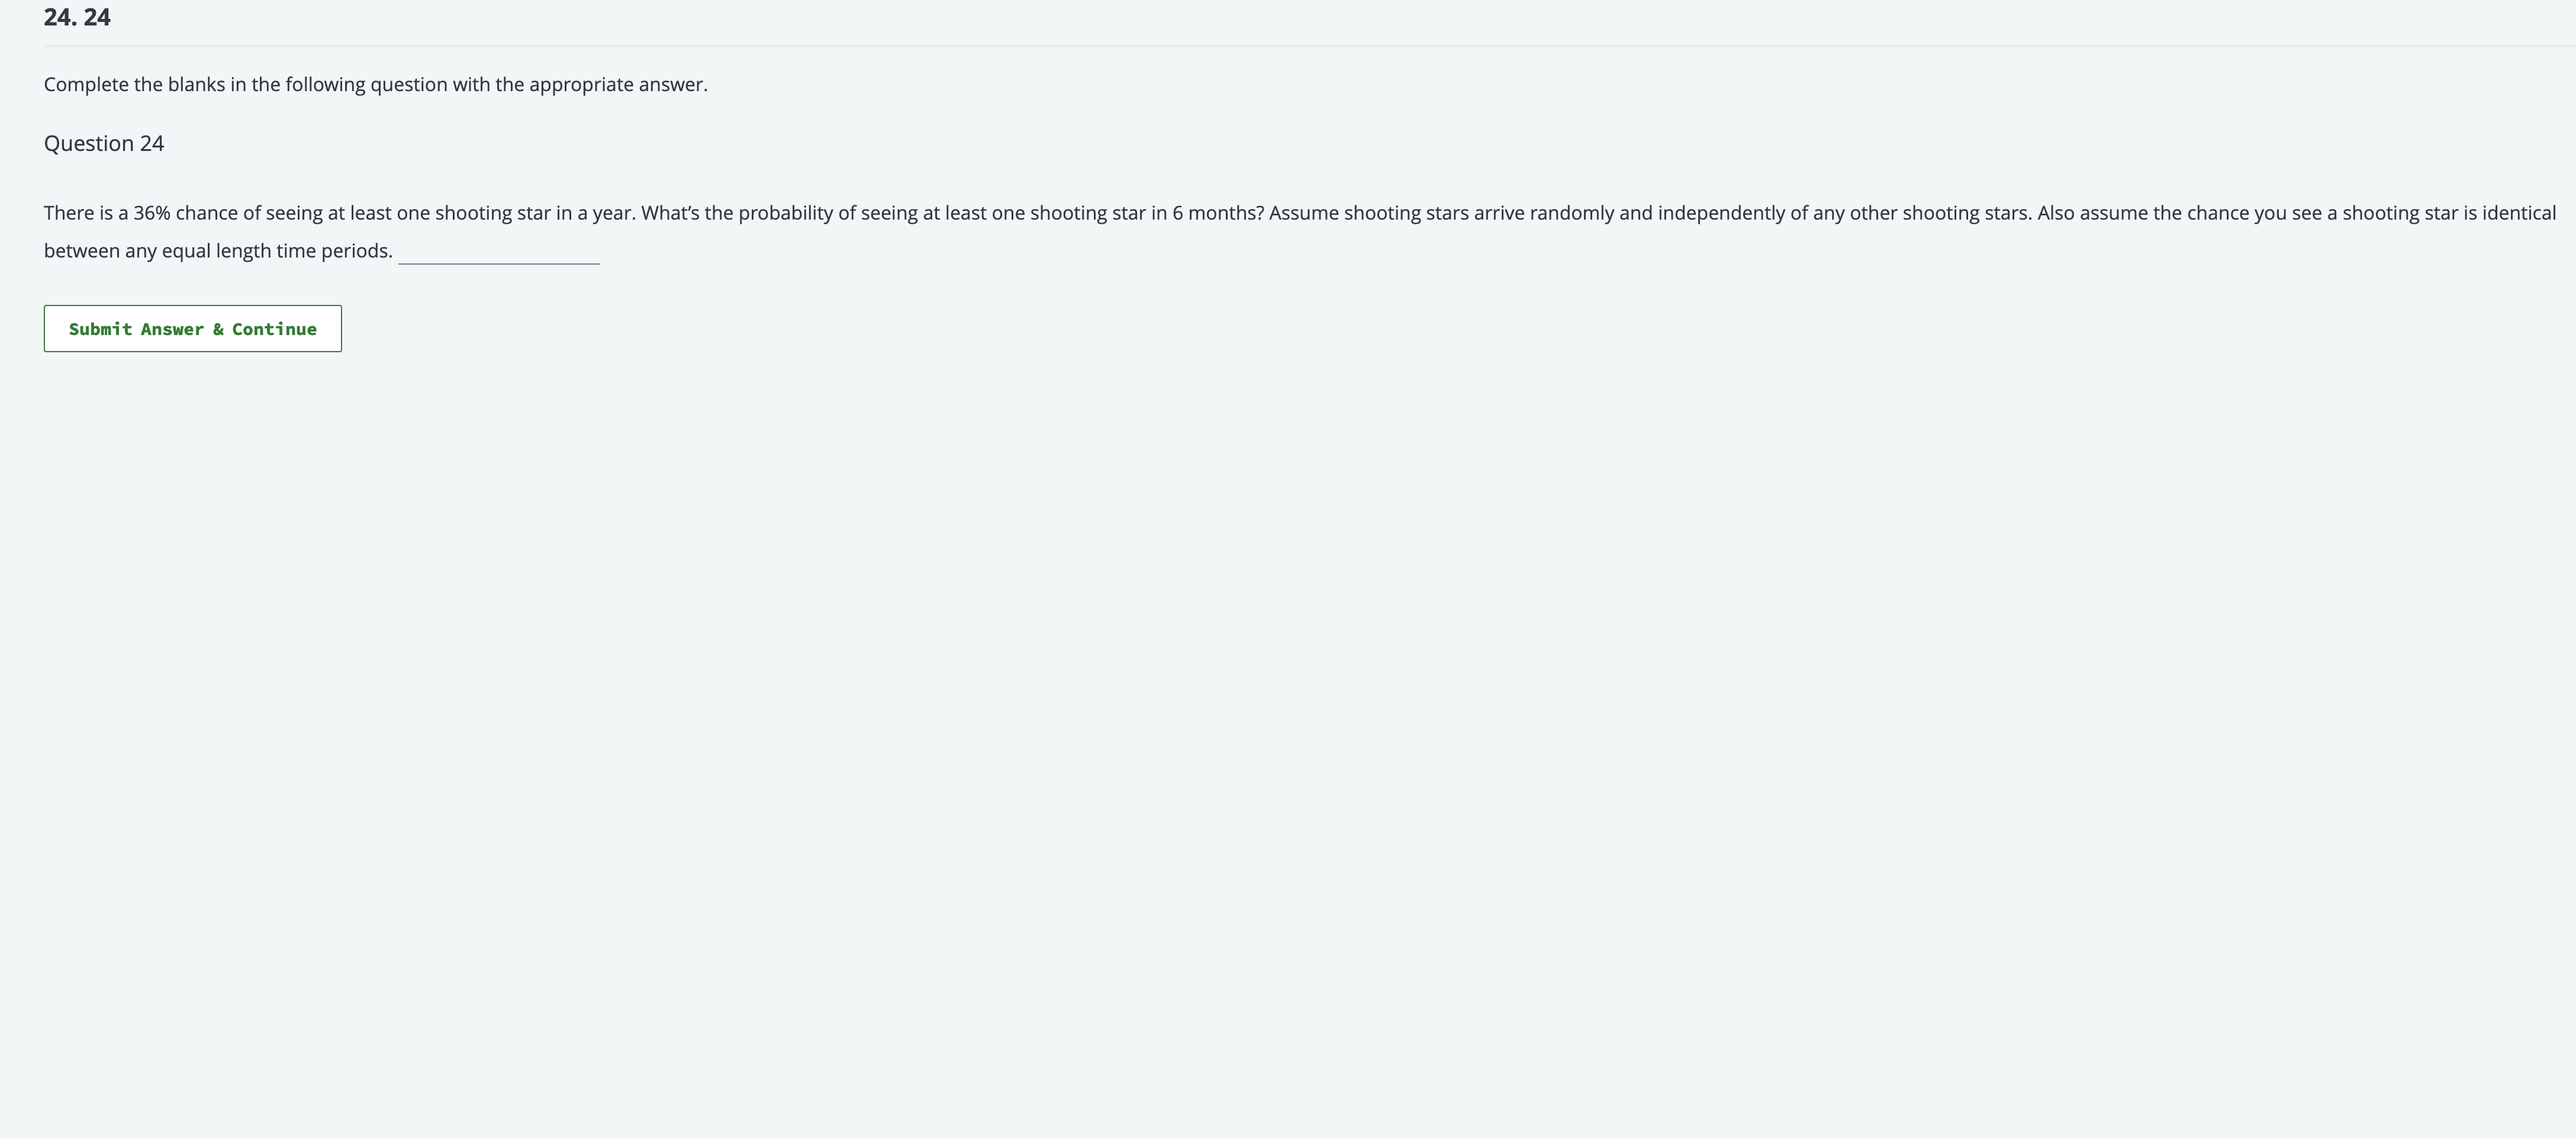 24. 24
Complete the blanks in the following question with the appropriate answer.
Question 24
There is a 36% chance of seeing at least one shooting star in a year. What’s the probability of seeing at least one shooting star in 6 months? Assume shooting stars arrive randomly and independently of any other shooting stars. Also assume the chance you see a shooting star is identical
between any equal length time periods.
Submit Answer & Continue